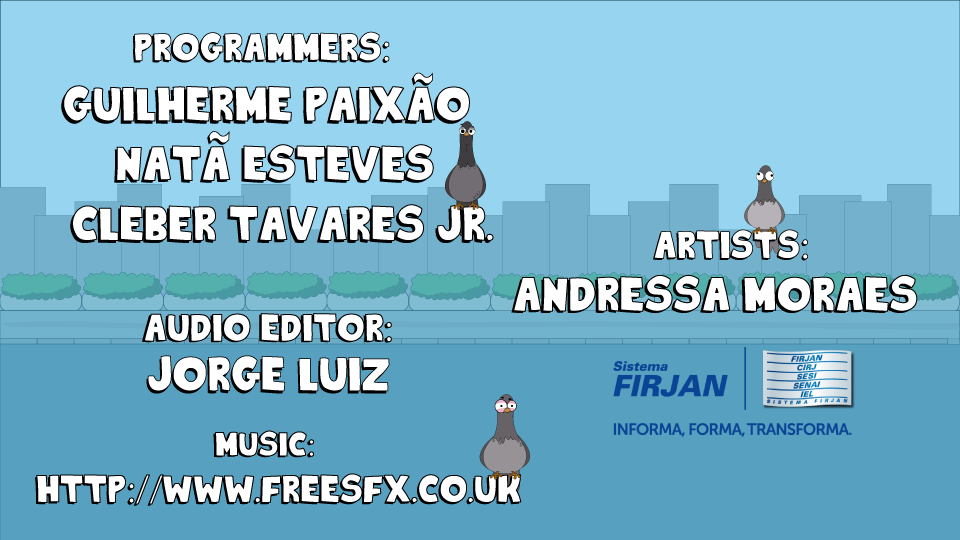 PROGRAMMERS:
GUILHERME PAIXÃO
NATÃ ESTEVES
CLEBER TAVARES JR.
AUDIO EDITOR:
JORGE LUIZ
MUSIC:
HTTP://WWW.FREESFX.CO.UK
ARTISTS:
ANDRESSA MORAES
Sistema
FIRJAN
FIRJAN
CIRJ
SESI
SENAI
IEL
SISTEMA FIRJAN
INFORMA, FORMA, TRANSFORMA.